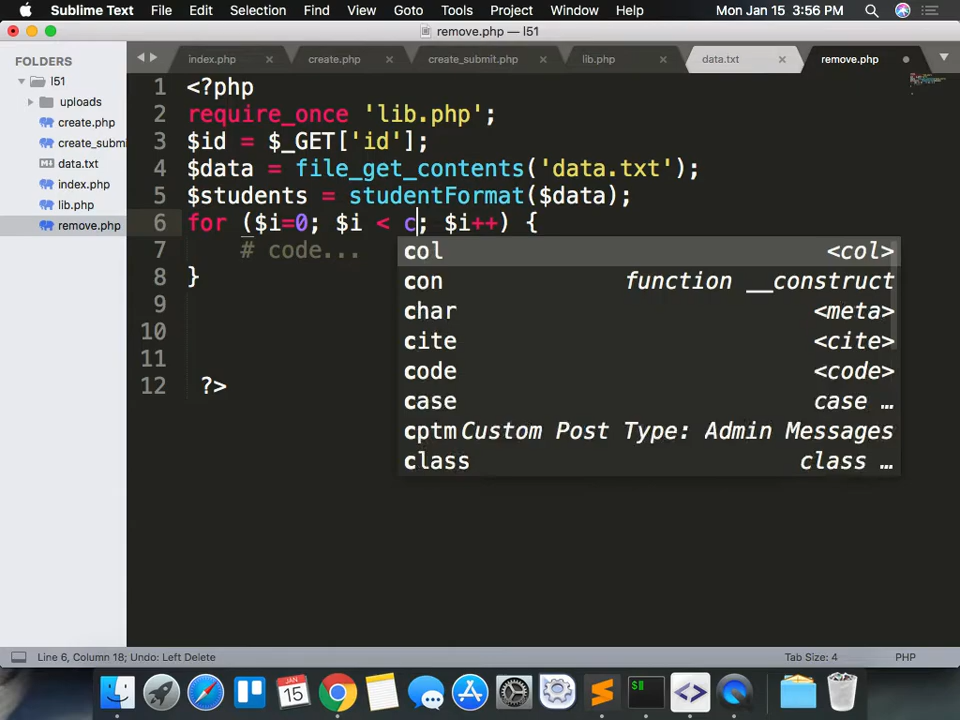 Sublime Text File Edit Selection Find View Goto Tools Project Window Help Mon Jan 15 3:56 PM
remove.php — l51
index.php × create.php × create_submit.php × lib.php × data.txt × remove.php
FOLDERS
l51
uploads
create.php
create_submi
data.txt
index.php
lib.php
remove.php
1 <?php
2 require_once 'lib.php';
3 $id = $_GET['id'];
4 $data = file_get_contents('data.txt');
5 $students = studentFormat($data);
6 for ($i=0; $i < c; $i++) {
7 # code...
8 }
9
10
11
12 ?>
col <col>
con function __construct
char <meta>
cite <cite>
code <code>
case case …
cptm Custom Post Type: Admin Messages
class class …
Line 6, Column 18; Undo: Left Delete Tab Size: 4 PHP
JAN
15